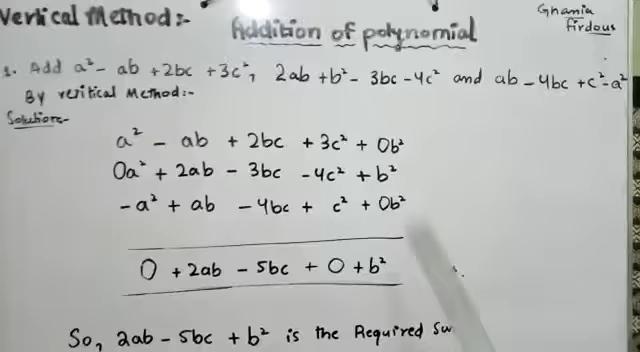 Vertical Method:-
Ghania
firdous
Addition of polynomial
1. Add a² - ab + 2bc + 3c², 2ab + b² - 3bc - 4c² and ab - 4bc + c² - a²
By veritical Method:-
Solution:-
a² - ab + 2bc + 3c² + 0b²
0a² + 2ab - 3bc - 4c² + b²
-a² + ab - 4bc + c² + 0b²
0 + 2ab - 5bc + 0 + b²
So, 2ab - 5bc + b² is the Required Su